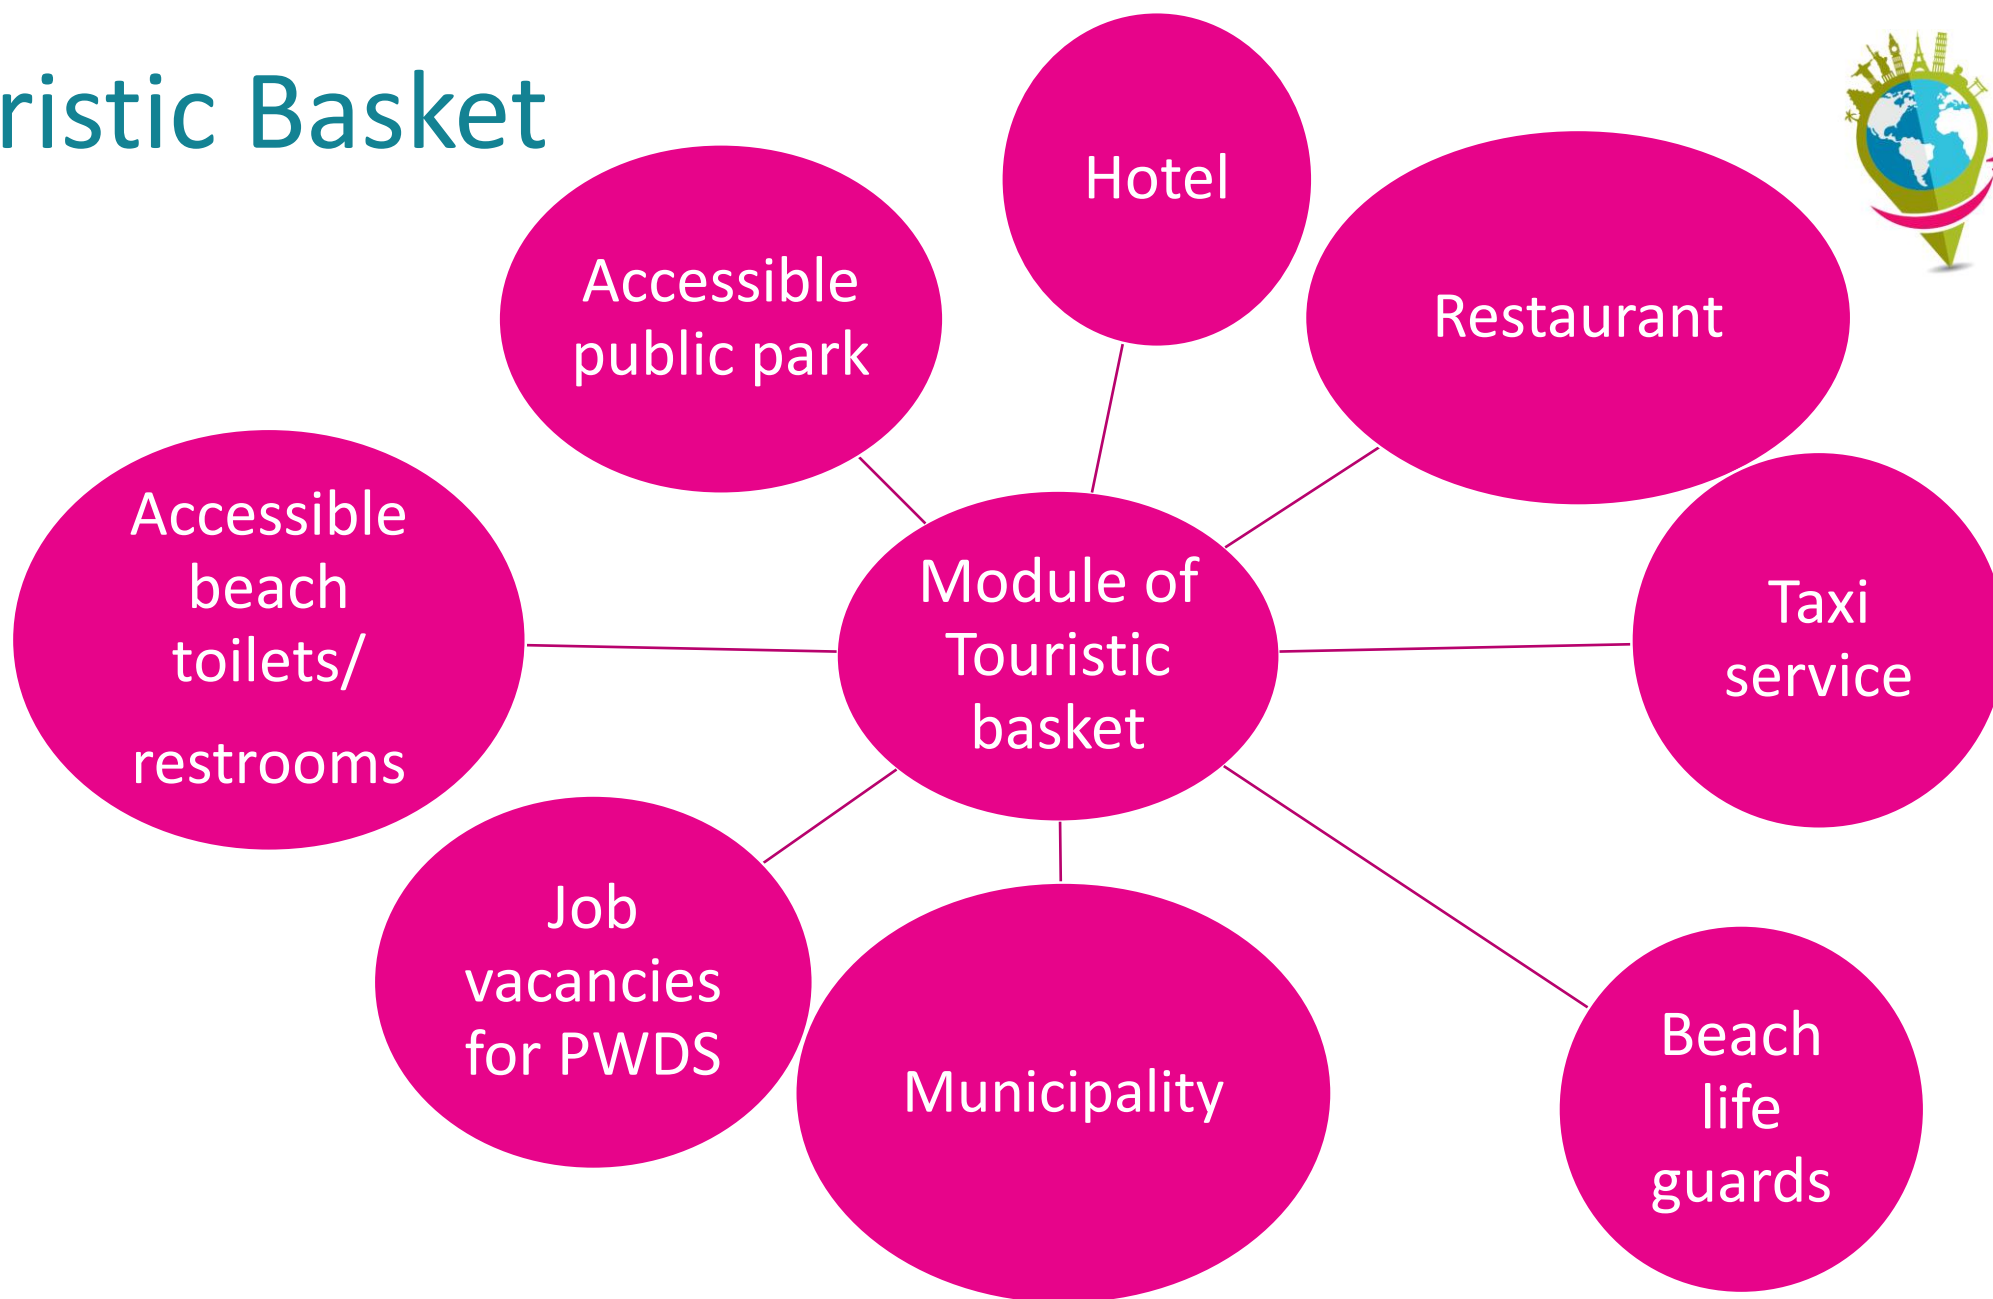 ristic Basket
Hotel
Restaurant
Taxi
service
Beach
life
guards
Municipality
Job
vacancies
for PWDS
Accessible
beach
toilets/
restrooms
Accessible
public park
Module of
Touristic
basket